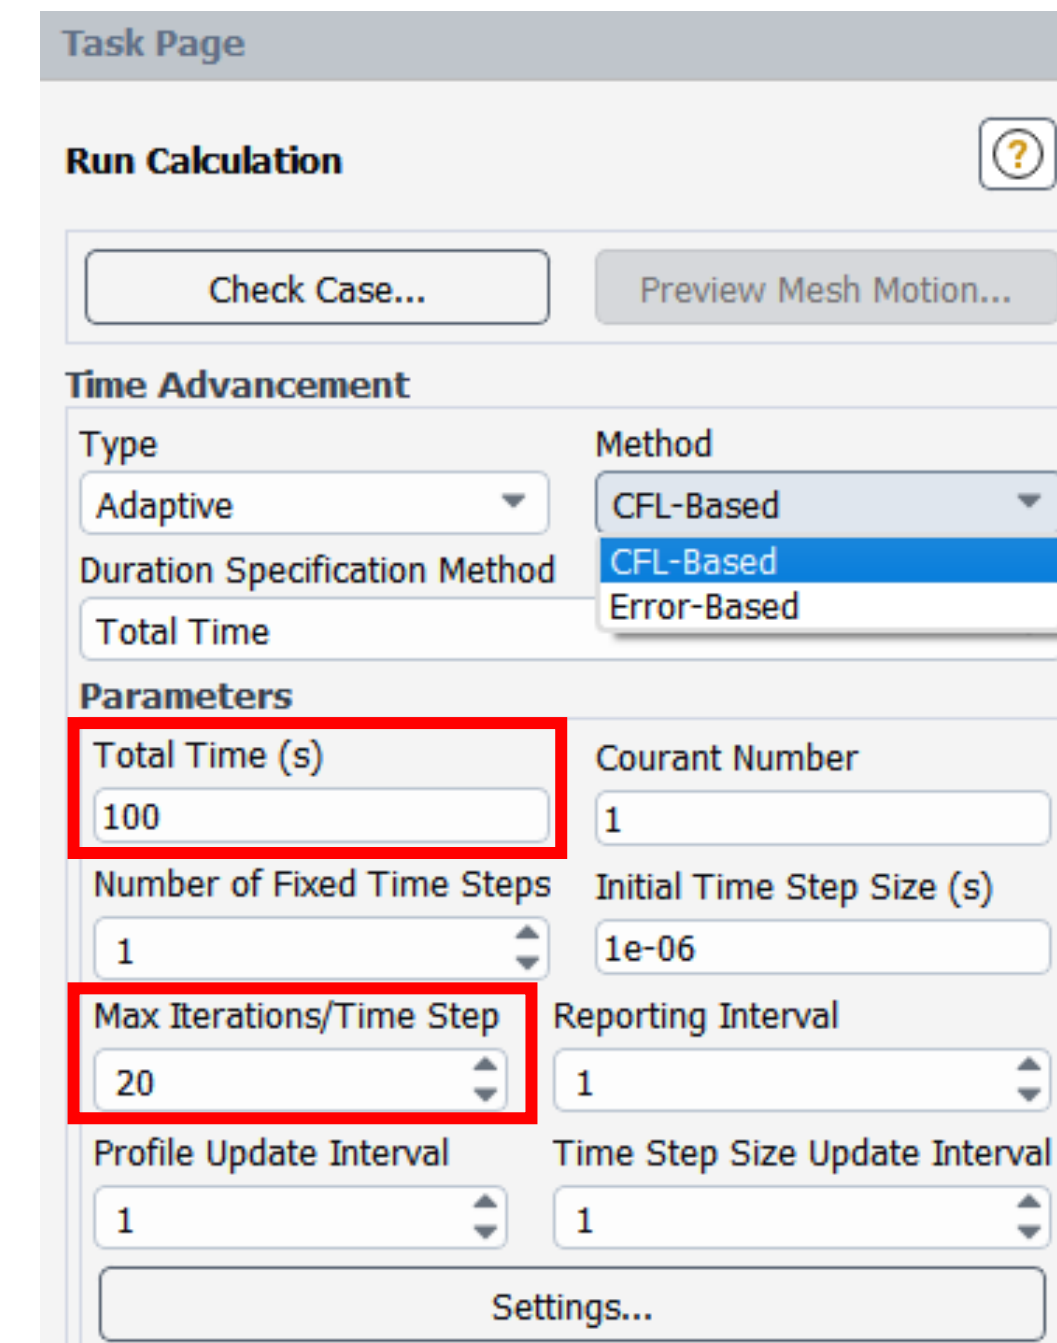 Task Page
Run Calculation
?
Check Case...
Preview Mesh Motion...
Time Advancement
Type
Method
Adaptive
CFL-Based
CFL-Based
Error-Based
Duration Specification Method
Total Time
Parameters
Total Time (s)
Courant Number
100
1
Number of Fixed Time Steps
Initial Time Step Size (s)
1
1e-06
Max Iterations/Time Step
Reporting Interval
20
1
Profile Update Interval
Time Step Size Update Interval
1
1
Settings...